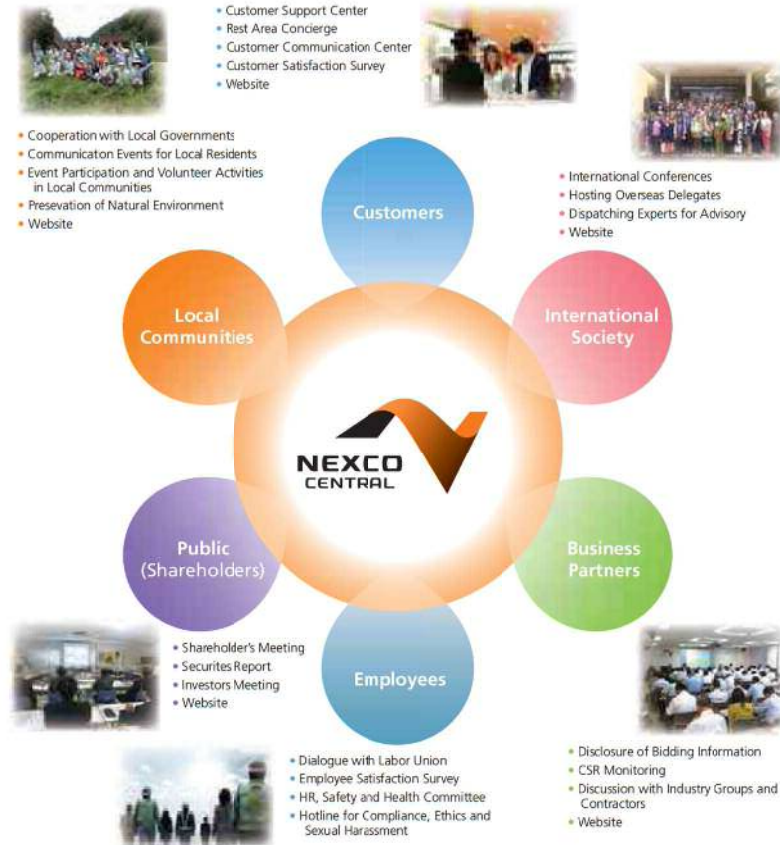 • Customer Support Center
• Rest Area Concierge
• Customer Communication Center
• Customer Satisfaction Survey
• Website
• Cooperation with Local Governments
• Communication Events for Local Residents
• Event Participation and Volunteer Activities
in Local Communities
• Presevation of Natural Environment
• Website
• International Conferences
• Hosting Overseas Delegates
• Dispatching Experts for Advisory
• Website
Customers
Local
Communities
International
Society
NEXCO
CENTRAL
Public
(Shareholders)
Business
Partners
Employees
• Shareholder's Meeting
• Securites Report
• Investors Meeting
• Website
• Dialogue with Labor Union
• Employee Satisfaction Survey
• HR, Safety and Health Committee
• Hotline for Compliance, Ethics and
Sexual Harassment
• Disclosure of Bidding Information
• CSR Monitoring
• Discussion with Industry Groups and
Contractors
• Website